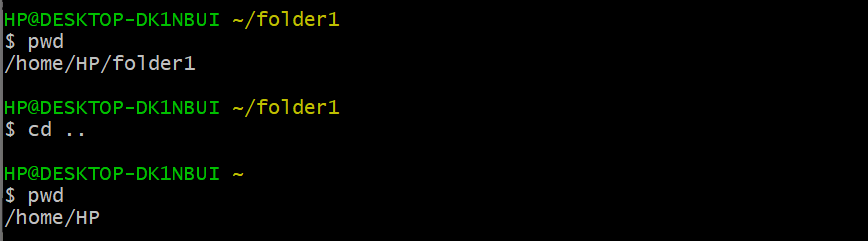 HP@DESKTOP-DK1NBUI ~/folder1
$ pwd
/home/HP/folder1
HP@DESKTOP-DK1NBUI ~/folder1
$ cd ..
HP@DESKTOP-DK1NBUI ~
$ pwd
/home/HP